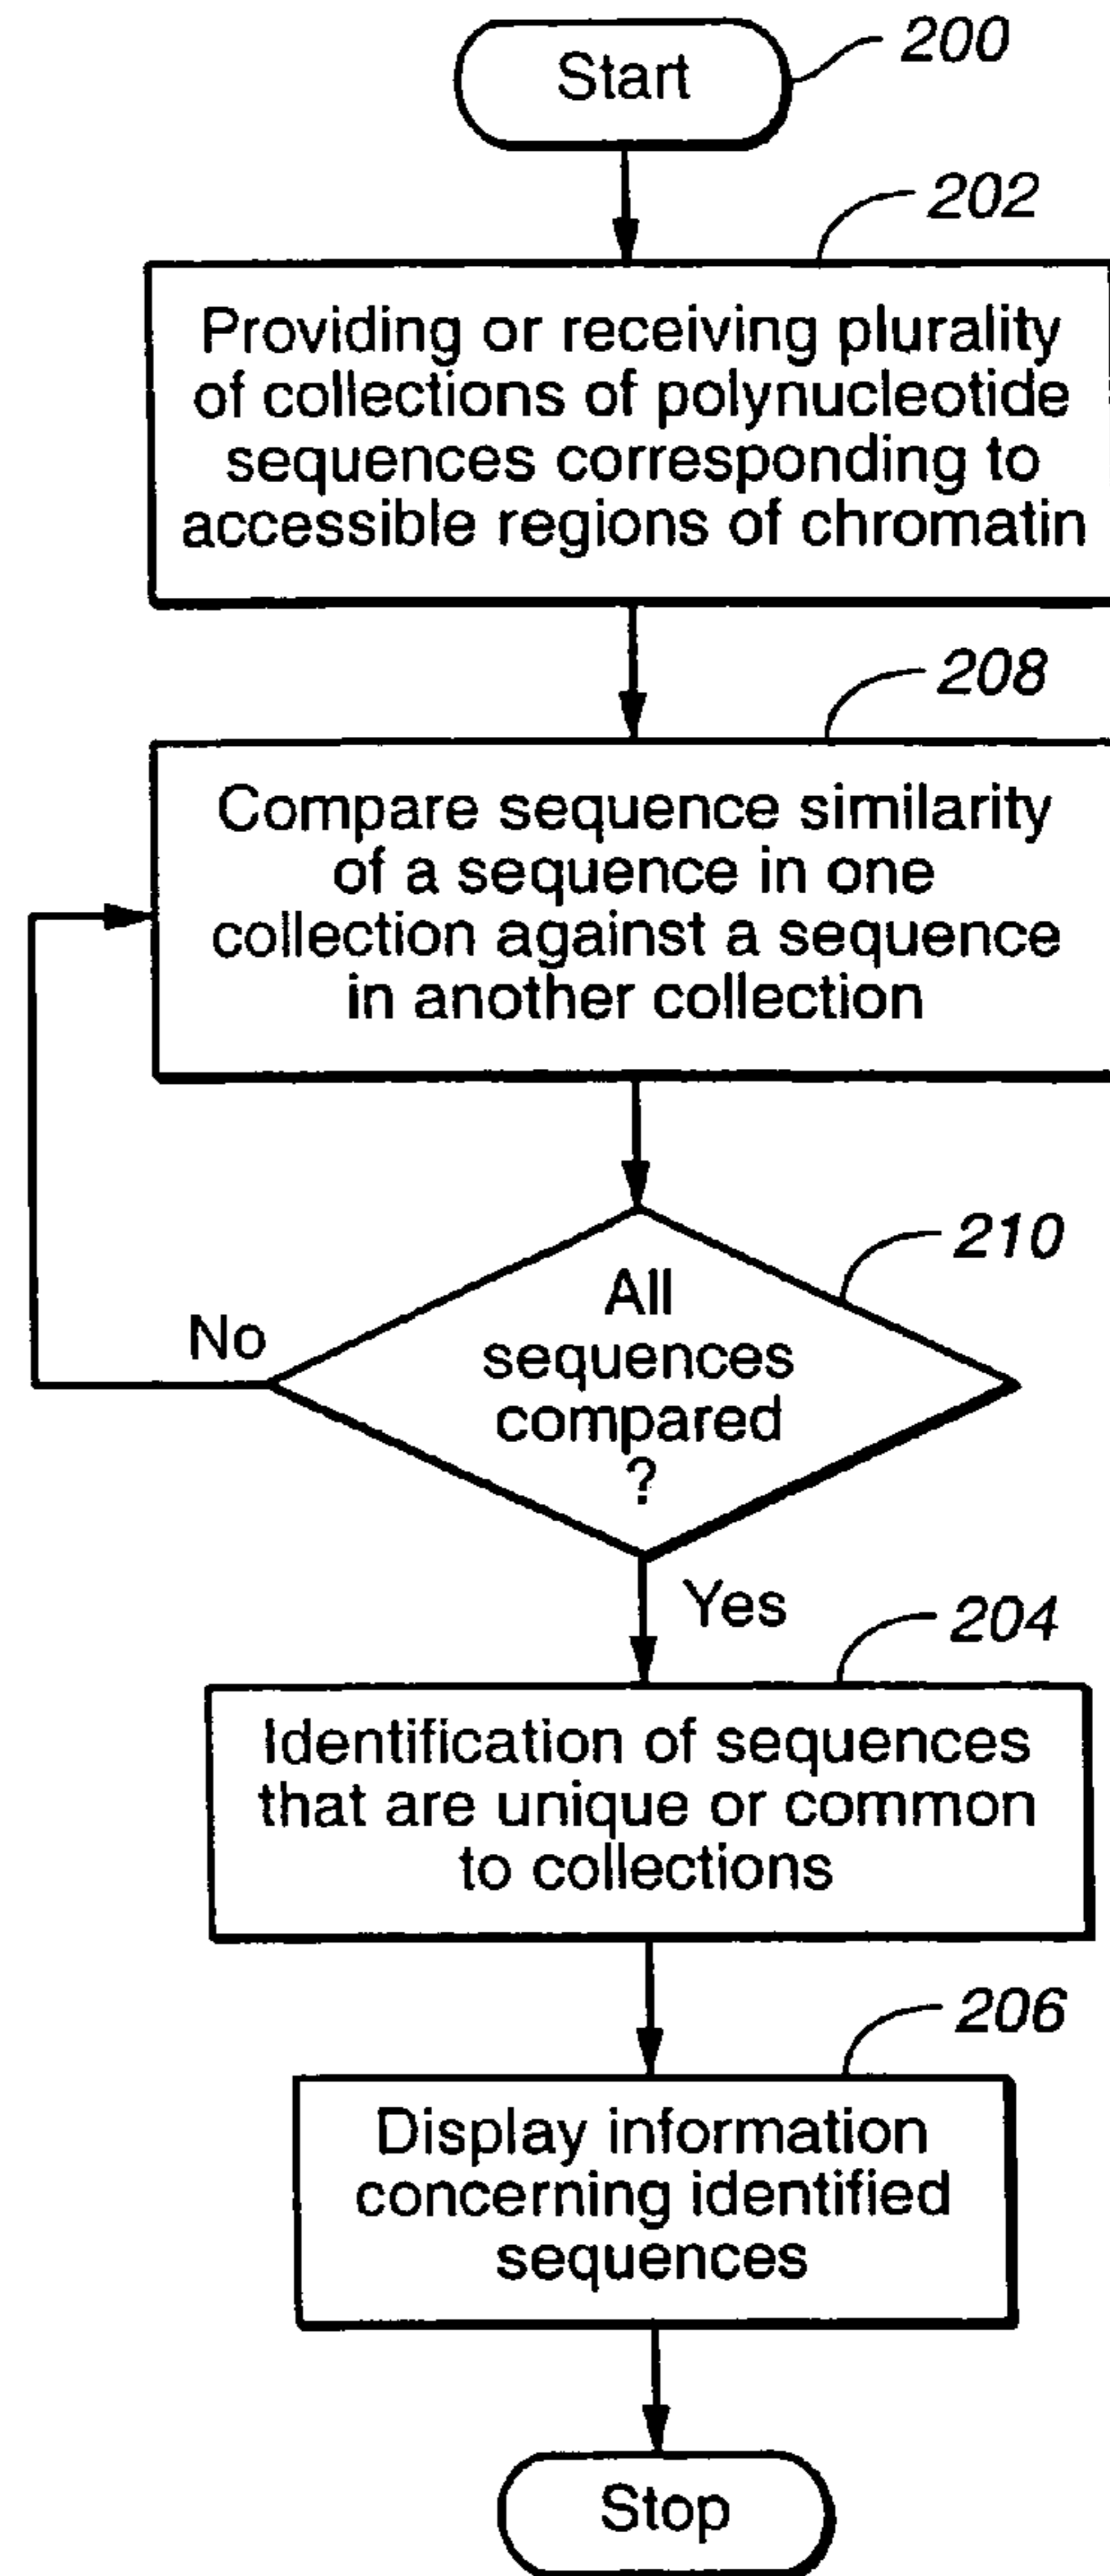 Start
200
202
Providing or receiving plurality
of collections of polynucleotide
sequences corresponding to
accessible regions of chromatin
208
Compare sequence similarity
of a sequence in one
collection against a sequence
in another collection
210
All
sequences
compared
?
No
Yes
204
Identification of sequences
that are unique or common
to collections
206
Display information
concerning identified
sequences
Stop